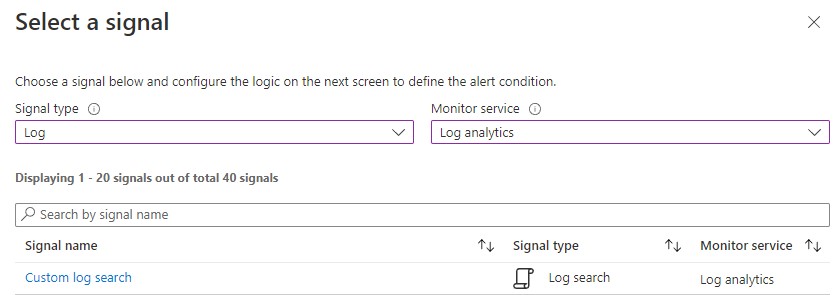 Select a signal
Choose a signal below and configure the logic on the next screen to define the alert condition.
Signal type Monitor service
Log Log analytics
Displaying 1 - 20 signals out of total 40 signals
Search by signal name
Signal name Signal type Monitor service
Custom log search Log search Log analytics